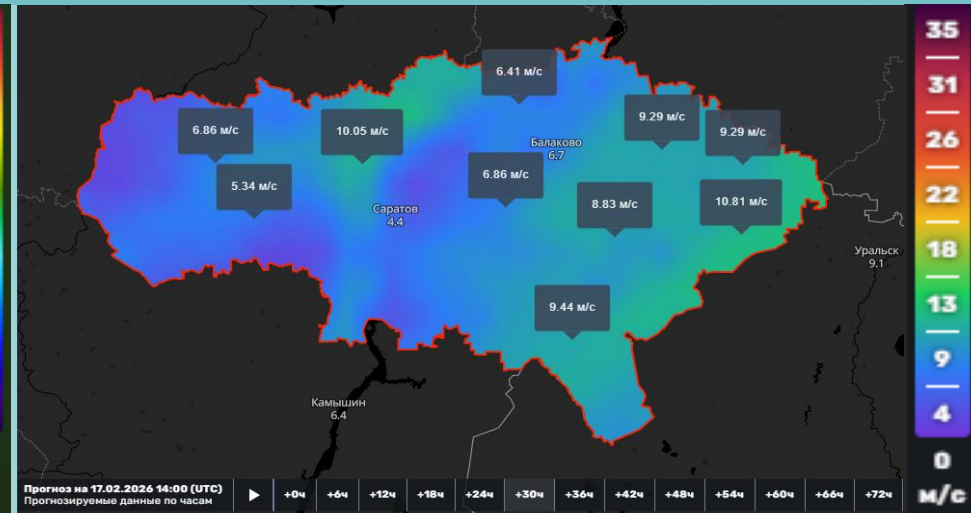 6.41 м/с
6.86 м/с
10.05 м/с
9.29 м/с
9.29 м/с
Балаково
6.7
5.34 м/с
6.86 м/с
8.83 м/с
10.81 м/с
Саратов
4.4
Уральск
9.1
9.44 м/с
Камышин
6.4
35
31
26
22
18
13
9
4
0
м/с
Прогноз на 17.02.2026 14:00 (UTC)
Прогнозируемые данные по часам
+0ч +6ч +12ч +18ч +24ч +30ч +36ч +42ч +48ч +54ч +60ч +66ч +72ч